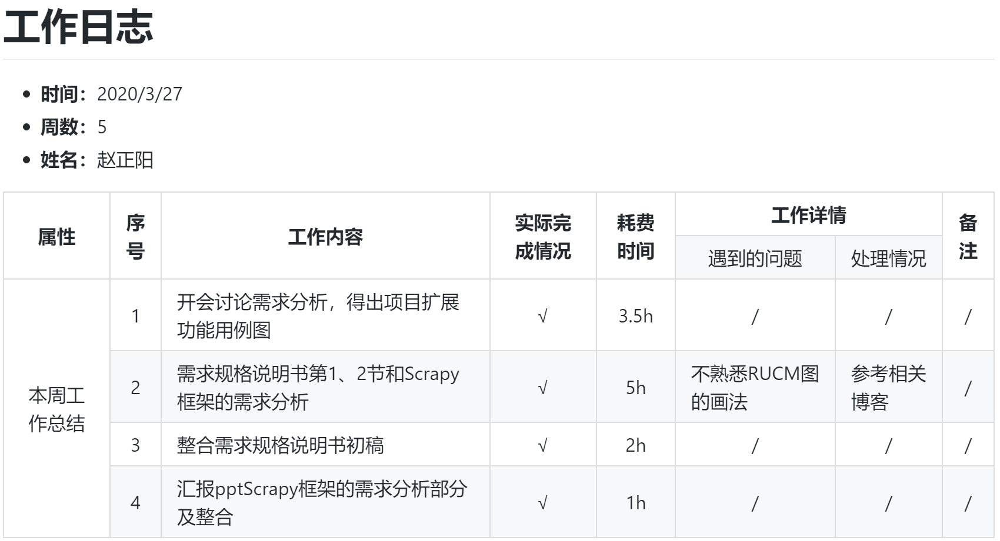 工作日志
时间：2020/3/27
周数：5
姓名：赵正阳
属性
序
号
工作内容
实际完
成情况
耗费
时间
工作详情
遇到的问题
处理情况
备
注
本周工
作总结
1
开会讨论需求分析，得出项目扩展
功能用例图
√
3.5h
/
/
/
2
需求规格说明书第1、2节和Scrapy
框架的需求分析
√
5h
不熟悉RUCM图
的画法
参考相关
博客
/
3
整合需求规格说明书初稿
√
2h
/
/
/
4
汇报pptScrapy框架的需求分析部分
及整合
√
1h
/
/
/